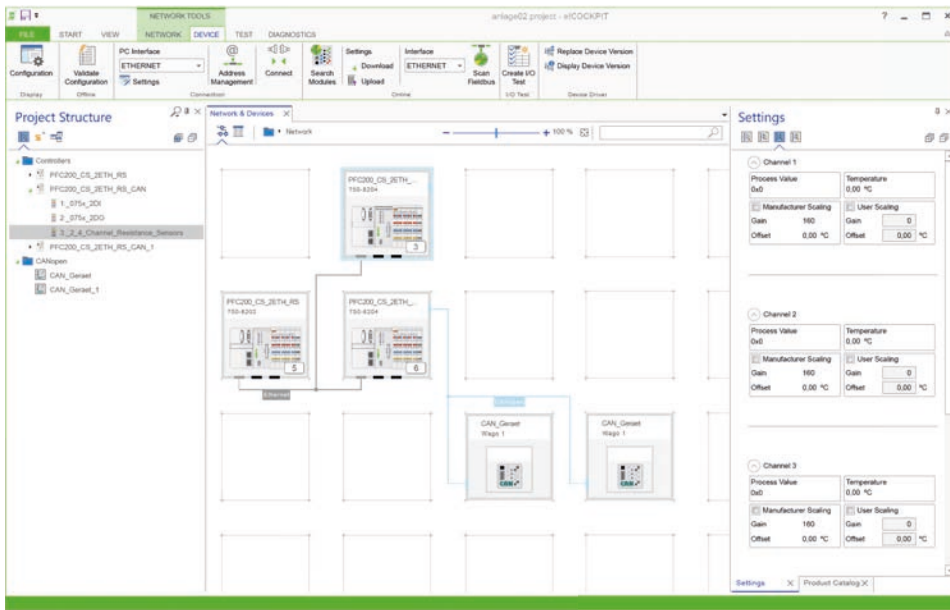 NETWORK TOOLS
anlage02.project - e!COCKPIT
FILE START VIEW NETWORK DEVICE TEST DIAGNOSTICS
Configuration
Validate Configuration
PC Interface
ETHERNET
Settings
Address Management
Connect
Search Modules
Settings
Download
Upload
Interface
ETHERNET
Scan Fieldbus
Create I/O Test
Replace Device Version
Display Device Version
Display Offline Connection Online I/O Test Device Driver
Project Structure
Controllers
PFC200_CS_2ETH_RS
PFC200_CS_2ETH_RS_CAN
1:_075x_2DI
2:_075x_2DO
3:_2_4_Channel_Resistance_Sensors
PFC200_CS_2ETH_RS_CAN_1
CANopen
CAN_Geraet
CAN_Geraet_1
Network & Devices
Network
100 %
PFC200_CS_2ETH_...
750-8204
3
PFC200_CS_2ETH_RS
750-8202
5
PFC200_CS_2ETH_...
750-8204
6
Ethernet
CAN_Geraet
Wago 1
CAN
CAN_Geraet
Wago 1
CAN
Settings
Channel 1
Process Value Temperature
0x0 0,00 °C
Manufacturer Scaling User Scaling
Gain 160 Gain 0
Offset 0,00 °C Offset 0,00 °C
Channel 2
Process Value Temperature
0x0 0,00 °C
Manufacturer Scaling User Scaling
Gain 160 Gain 0
Offset 0,00 °C Offset 0,00 °C
Channel 3
Process Value Temperature
0x0 0,00 °C
Manufacturer Scaling User Scaling
Gain 160 Gain 0
Offset 0,00 °C Offset 0,00 °C
Settings Product Catalog